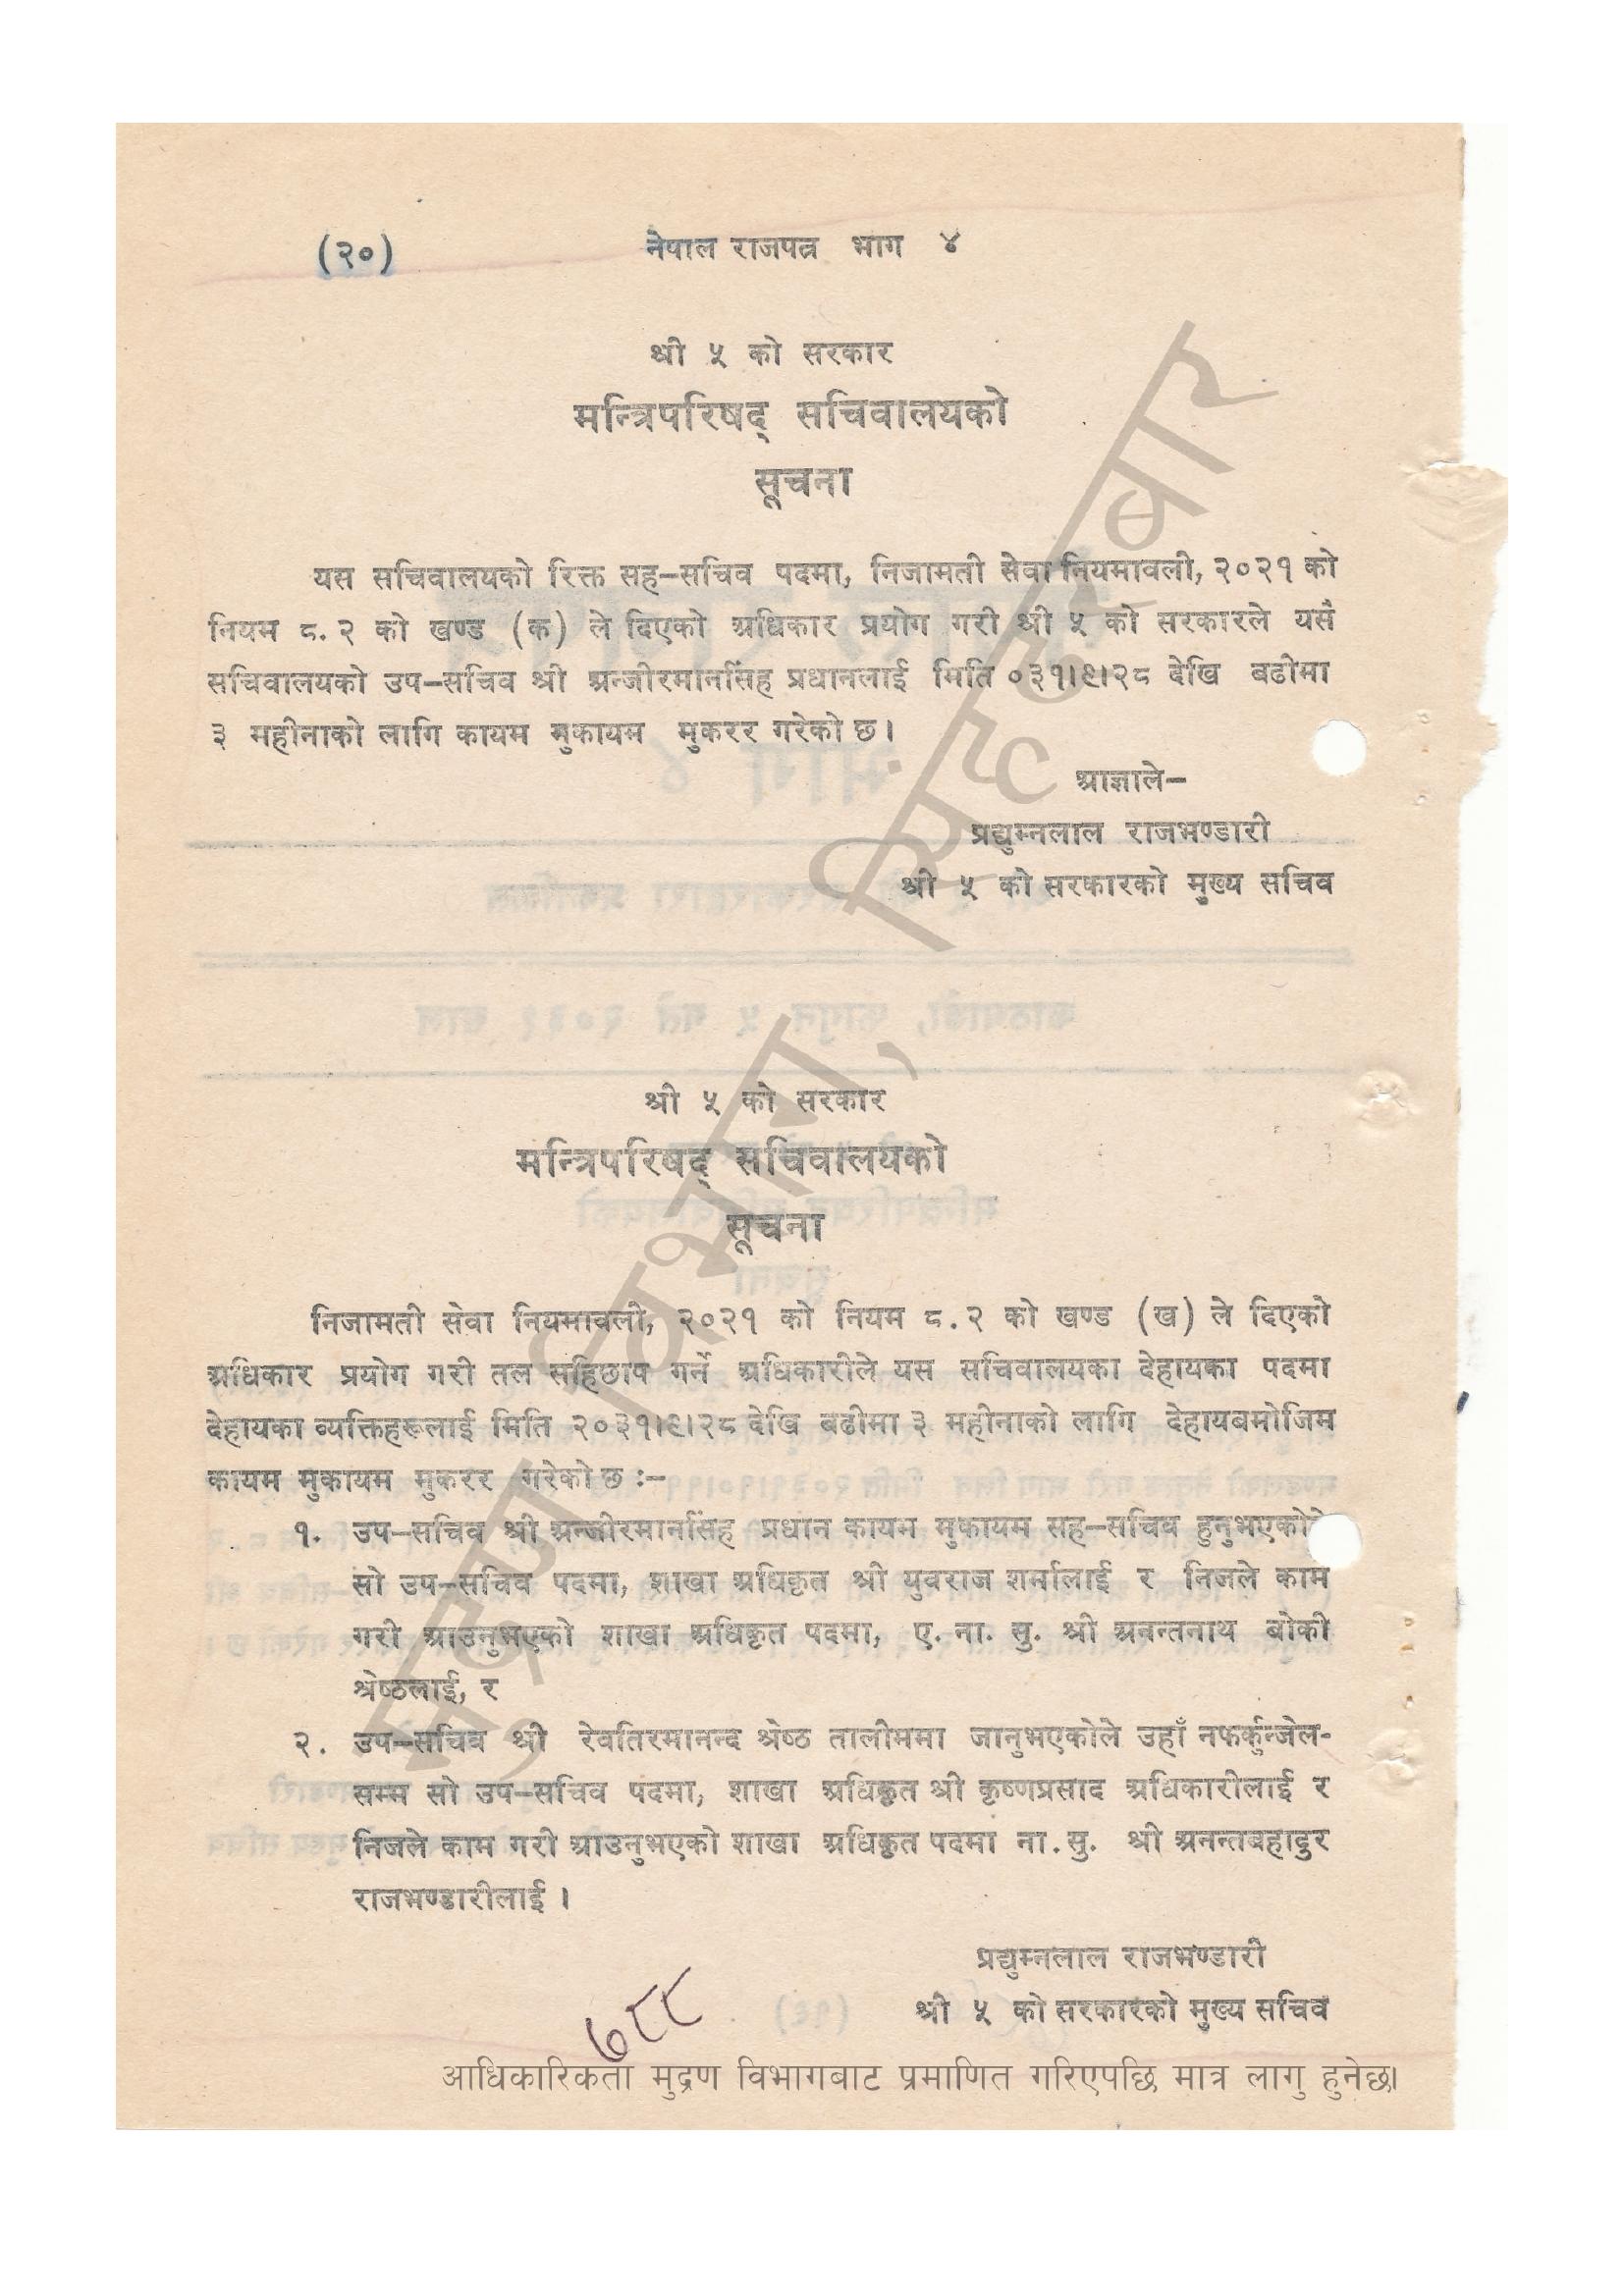 (२०) नेपाल राजपत्र भाग ४
श्री ५ को सरकार
मन्त्रिपरिषद् सचिवालयको
सूचना
यस सचिवालयको रिक्त सह-सचिव पदमा, निजामती सेवा नियमावली, २०२१ को
नियम ८.२ को खण्ड (क) ले दिएको अधिकार प्रयोग गरी श्री ५ को सरकारले यसै
सचिवालयको उप-सचिव श्री अन्जीरमानसिंह प्रधानलाई मिति ०३१।९।२८ देखि बढीमा
३ महीनाको लागि कायम मुकायम मुकरर गरेको छ।
आज्ञाले-
प्रद्युम्नलाल राजभण्डारी
श्री ५ को सरकारको मुख्य सचिव
श्री ५ को सरकार
मन्त्रिपरिषद् सचिवालयको
सूचना
निजामती सेवा नियमावली, २०२१ को नियम ८.२ को खण्ड (ख) ले दिएको
अधिकार प्रयोग गरी तल सहिछाप गर्ने अधिकारीले यस सचिवालयका देहायका पदमा
देहायका व्यक्तिहरूलाई मिति २०३१।९।२८ देखि बढीमा ३ महीनाको लागि देहायबमोजिम
कायम मुकायम मुकरर गरेको छ :-
१. उप-सचिव श्री अन्जीरमानसिंह प्रधान कायम मुकायम सह-सचिव हुनुभएकोले
सो उप-सचिव पदमा, शाखा अधिकृत श्री युवराज शर्मालाई र निजले काम
गरी आउनुभएको शाखा अधिकृत पदमा, ए. ना. सु. श्री अनन्तनाथ बोकी
श्रेष्ठलाई, र
२. उप-सचिव श्री रेवतिरमानन्द श्रेष्ठ तालीममा जानुभएकोले उहाँ नफर्कुन्जेल-
सम्म सो उप-सचिव पदमा, शाखा अधिकृत श्री कृष्णप्रसाद अधिकारीलाई र
निजले काम गरी आउनुभएको शाखा अधिकृत पदमा ना. सु. श्री अनन्तबहादुर
राजभण्डारीलाई।
प्रद्युम्नलाल राजभण्डारी
श्री ५ को सरकारको मुख्य सचिव
७८८
आधिकारिकता मुद्रण विभागबाट प्रमाणित गरिएपछि मात्र लागु हुनेछ।
मुद्रण विभाग, सिंहदरबार